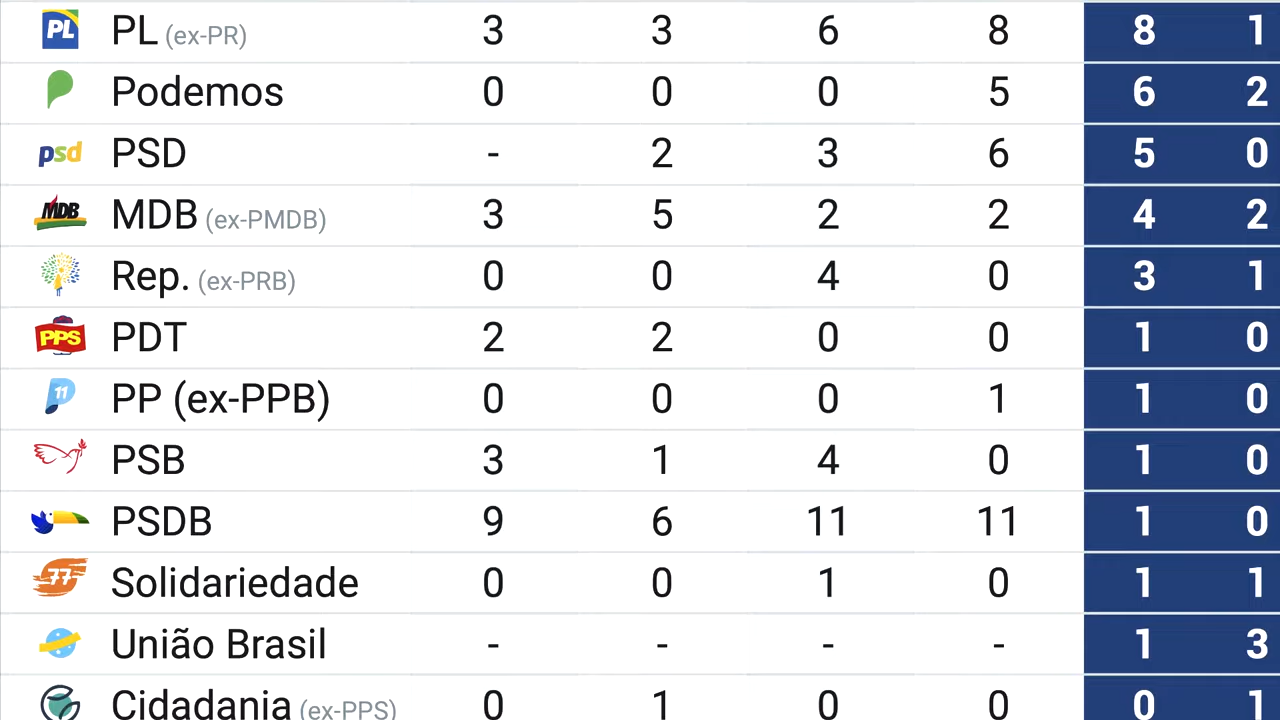 PL PL (ex-PR) 3 3 6 8 8 1
Podemos 0 0 0 5 6 2
psd PSD - 2 3 6 5 0
MDB MDB (ex-PMDB) 3 5 2 2 4 2
Rep. (ex-PRB) 0 0 4 0 3 1
PPS PDT 2 2 0 0 1 0
11 PP (ex-PPB) 0 0 0 1 1 0
PSB 3 1 4 0 1 0
PSDB 9 6 11 11 1 0
77 Solidariedade 0 0 1 0 1 1
União Brasil - - - - 1 3
Cidadania (ex-PPS) 0 1 0 0 0 1